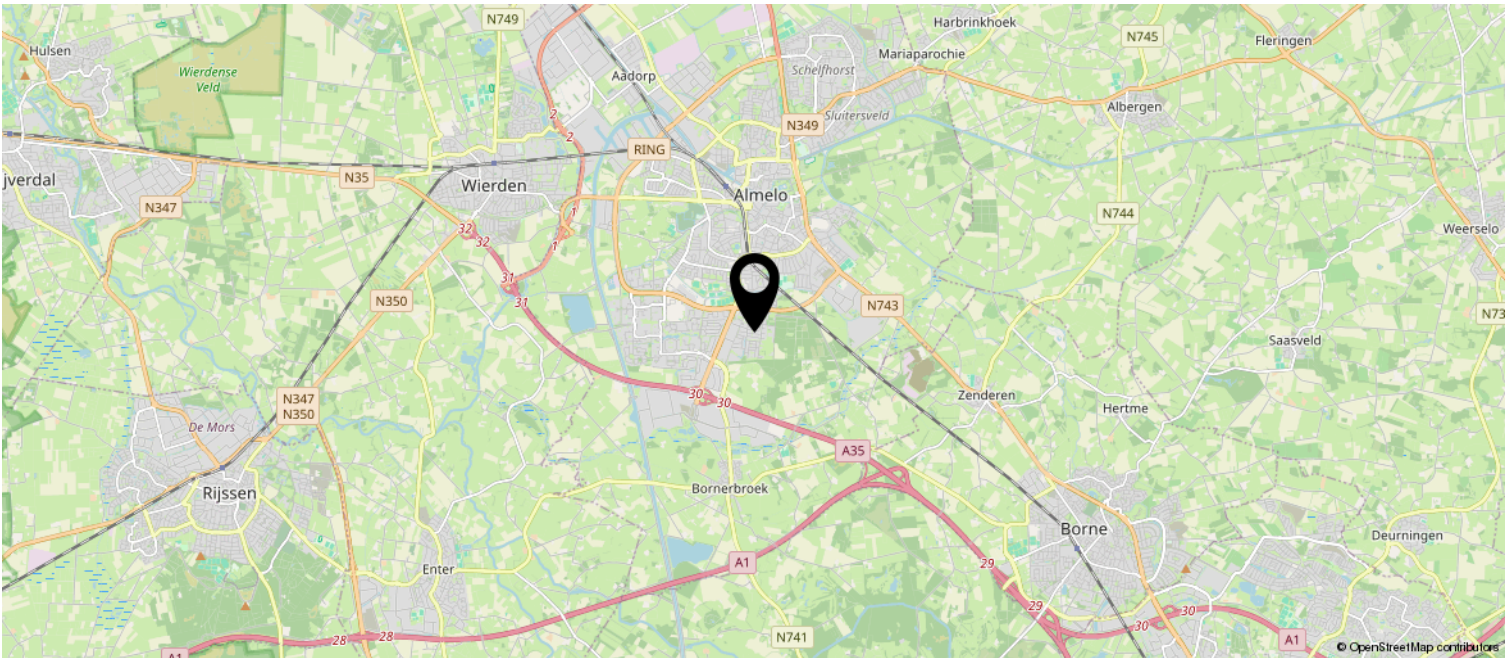 N749
Harbrinkhoek
N745
Fleringen
Hulsen
Mariaparochie
Wierdense
Veld
Aadorp
Schelfhorst
Albergen
2
2
N349
Sluitersveld
RING
N35
jverdal
Wierden
Almelo
N347
1
1
N744
Weerselo
32
32
31
31
N350
N743
N73
Saasveld
30
30
Zenderen
Hertme
N347
N350
De Mors
A35
Rijssen
Bornerbroek
Borne
Deurningen
A1
29
Enter
29
30
30
28
28
N741
A1
A1
© OpenStreetMap contributors